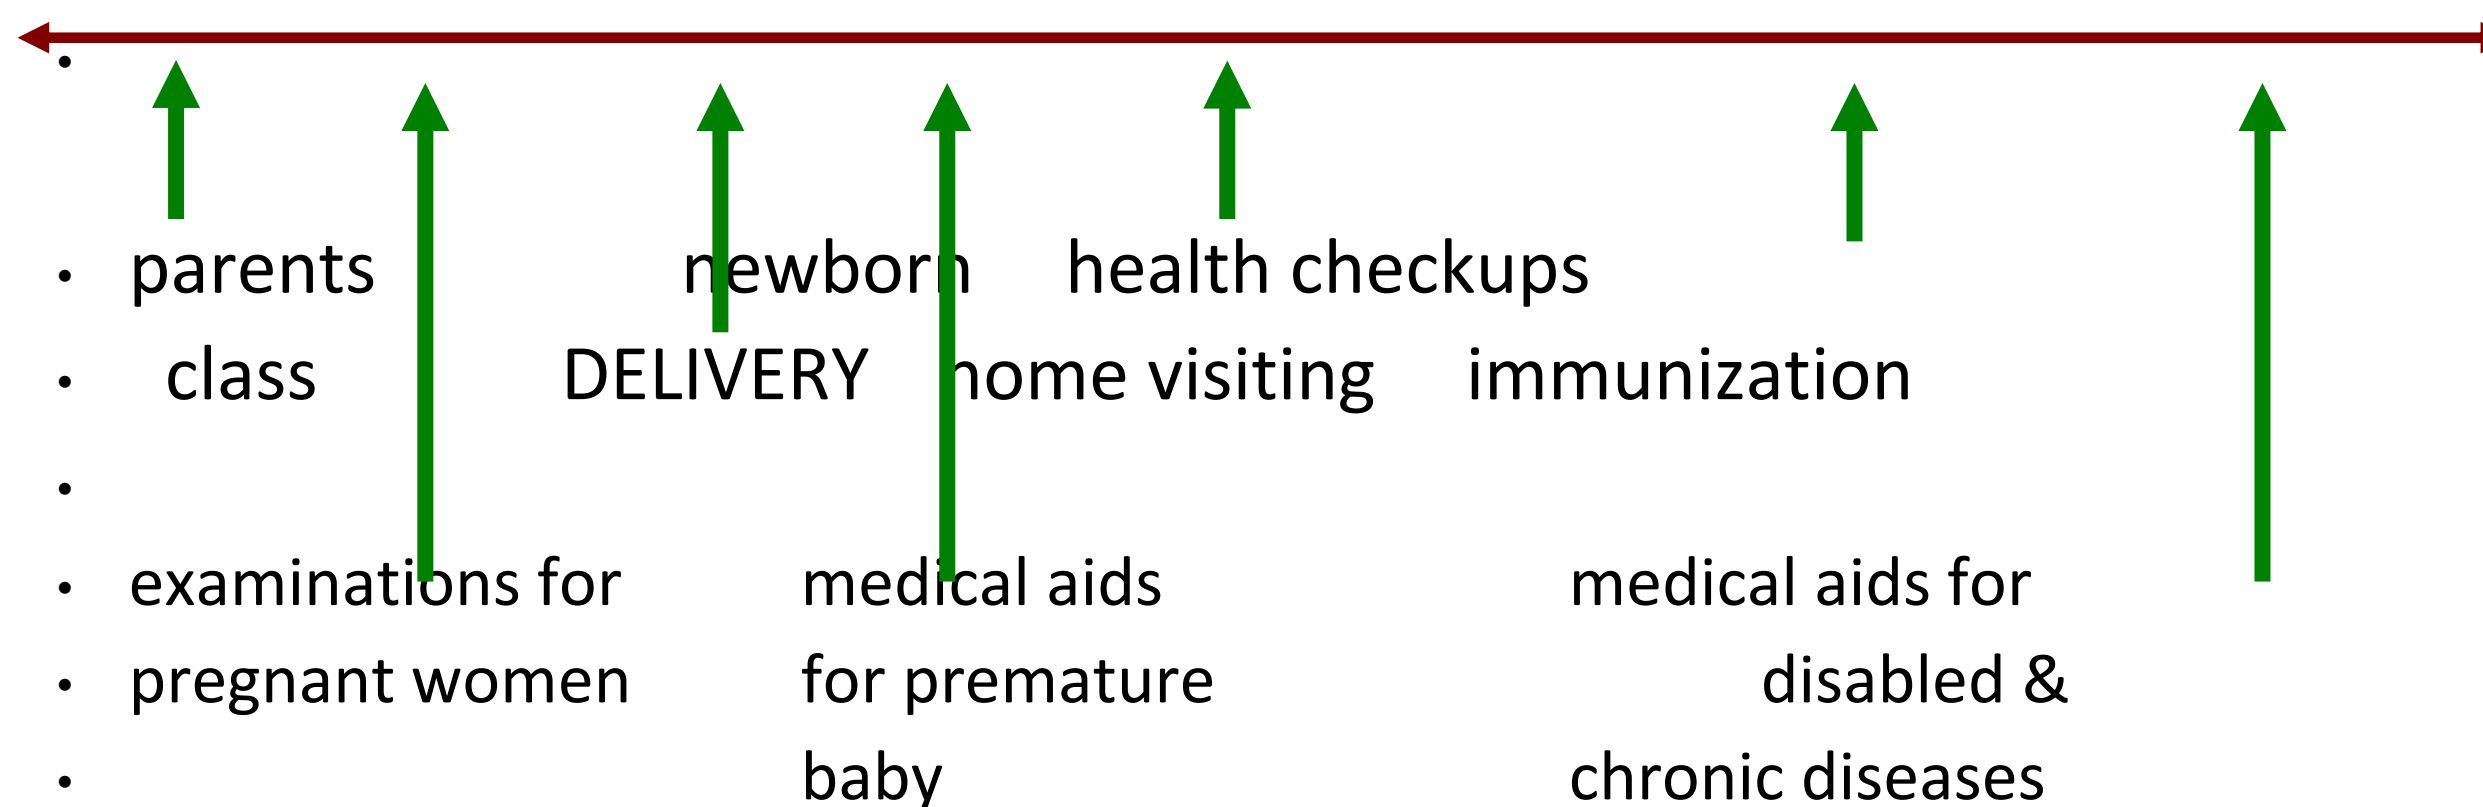 •
• parents newborn health checkups
• class DELIVERY home visiting immunization
•
• examinations for medical aids medical aids for
• pregnant women for premature disabled &
• baby chronic diseases